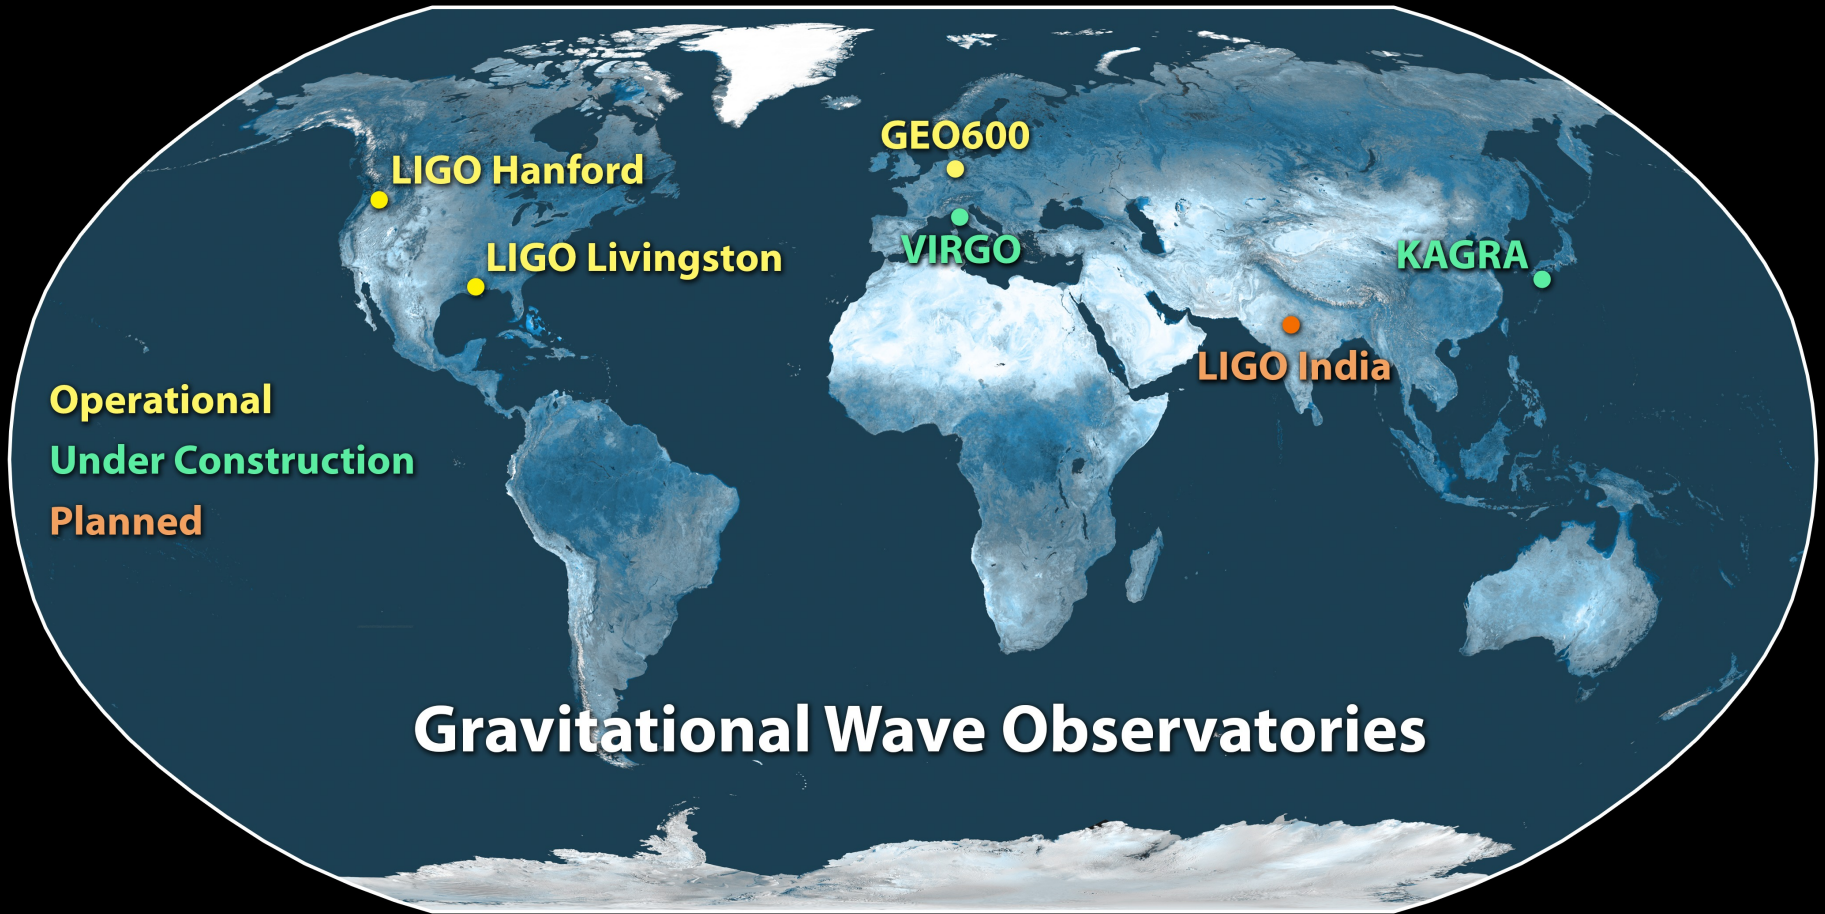 GEO600
LIGO Hanford
VIRGO
KAGRA
LIGO Livingston
LIGO India
Operational
Under Construction
Planned
Gravitational Wave Observatories